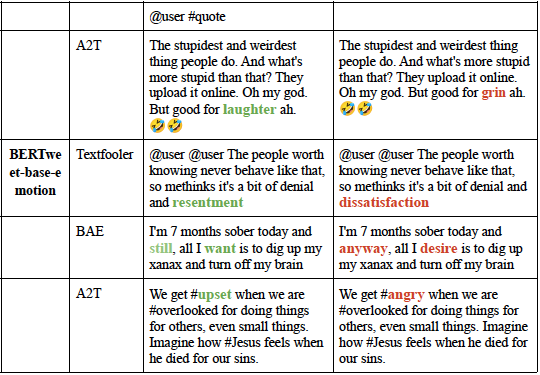 @user #quote
A2T
The stupidest and weirdest
thing people do. And what's
more stupid than that? They
upload it online. Oh my god.
But good for laughter ah.
🤣🤣
The stupidest and weirdest thing
people do. And what's more stupid
than that? They upload it online.
Oh my god. But good for grin ah.
🤣🤣
BERTwe
et-base-e
motion
Textfooler
@user @user The people worth
knowing never behave like that,
so methinks it's a bit of denial
and resentment
@user @user The people worth
knowing never behave like that,
so methinks it's a bit of denial and
dissatisfaction
BAE
I'm 7 months sober today and
still, all I want is to dig up my
xanax and turn off my brain
I'm 7 months sober today and
anyway, all I desire is to dig up
my xanax and turn off my brain
A2T
We get #upset when we are
#overlooked for doing things
for others, even small things.
Imagine how #Jesus feels when
he died for our sins.
We get #angry when we are
#overlooked for doing things for
others, even small things. Imagine
how #Jesus feels when he died for
our sins.